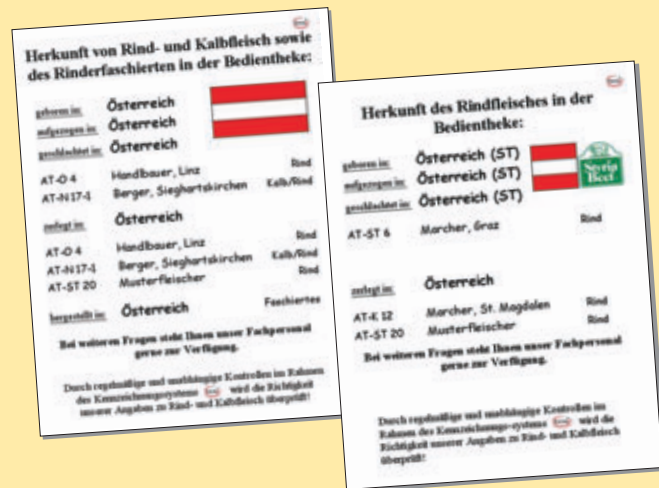 Herkunft von Rind- und Kalbfleisch sowie
des Rinderfaschierten in der Bedientheke:
geboren in: Österreich
aufgezogen in: Österreich
geschlachtet in: Österreich
AT-O 4 Handlbauer, Linz Rind
AT-N17-1 Berger, Sieghartskirchen Kalb/Rind
zerlegt in: Österreich
AT-O 4 Handlbauer, Linz Rind
AT-N17-1 Berger, Sieghartskirchen Kalb/Rind
AT-ST 20 Musterfleischer Rind
hergestellt in: Österreich Faschiertes
Bei weiteren Fragen steht Ihnen unser Fachpersonal
gerne zur Verfügung.
Durch regelmäßige und unabhängige Kontrollen im Rahmen
des Kennzeichnungssystems wird die Richtigkeit
unserer Angaben zu Rind- und Kalbfleisch überprüft!
Herkunft des Rindfleisches in der
Bedientheke:
geboren in: Österreich (ST)
aufgezogen in: Österreich (ST)
geschlachtet in: Österreich (ST)
Styria
Beef
AT-ST 6 Marcher, Graz Rind
zerlegt in: Österreich
AT-K 12 Marcher, St. Magdalen Rind
AT-ST 20 Musterfleischer Rind
Bei weiteren Fragen steht Ihnen unser Fachpersonal
gerne zur Verfügung.
Durch regelmäßige und unabhängige Kontrollen im
Rahmen des Kennzeichnungs-systems wird die
Richtigkeit unserer Angaben zu Rind- und Kalbfleisch
überprüft!